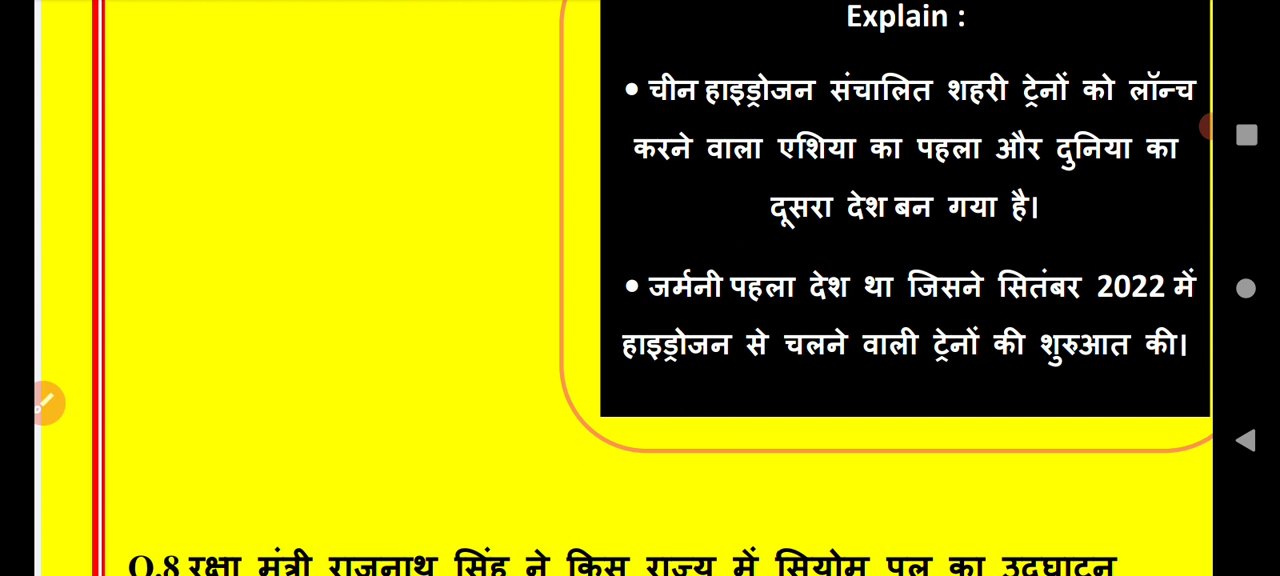 Explain :
• चीन हाइड्रोजन संचालित शहरी ट्रेनों को लॉन्च
करने वाला एशिया का पहला और दुनिया का
दूसरा देश बन गया है।
• जर्मनी पहला देश था जिसने सितंबर 2022 में
हाइड्रोजन से चलने वाली ट्रेनों की शुरुआत की।
Q.8 रक्षा मंत्री राजनाथ सिंह ने किस राज्य में सियोम पुल का उद्घाटन